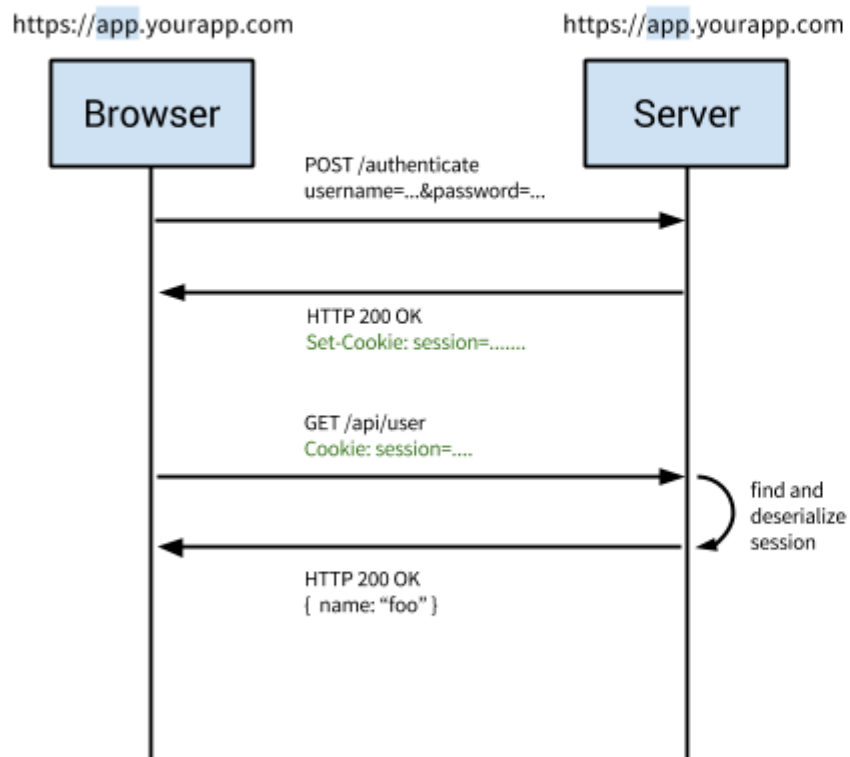 https://app.yourapp.com
https://app.yourapp.com
Browser
Server
POST /authenticate
username=...&password=...
HTTP 200 OK
Set-Cookie: session=.......
GET /api/user
Cookie: session=....
find and
deserialize
session
HTTP 200 OK
{  name: “foo” }